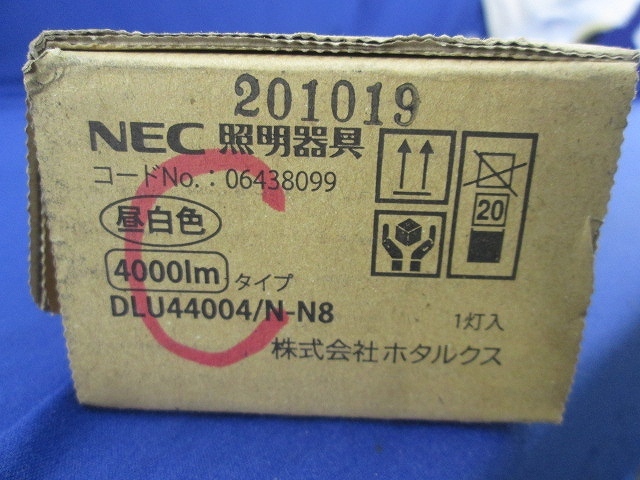 201019
NEC 照明器具
コードNo.：06438099
昼白色
4000lm タイプ
DLU44004/N-N8
1灯入
株式会社ホタルクス
20
C